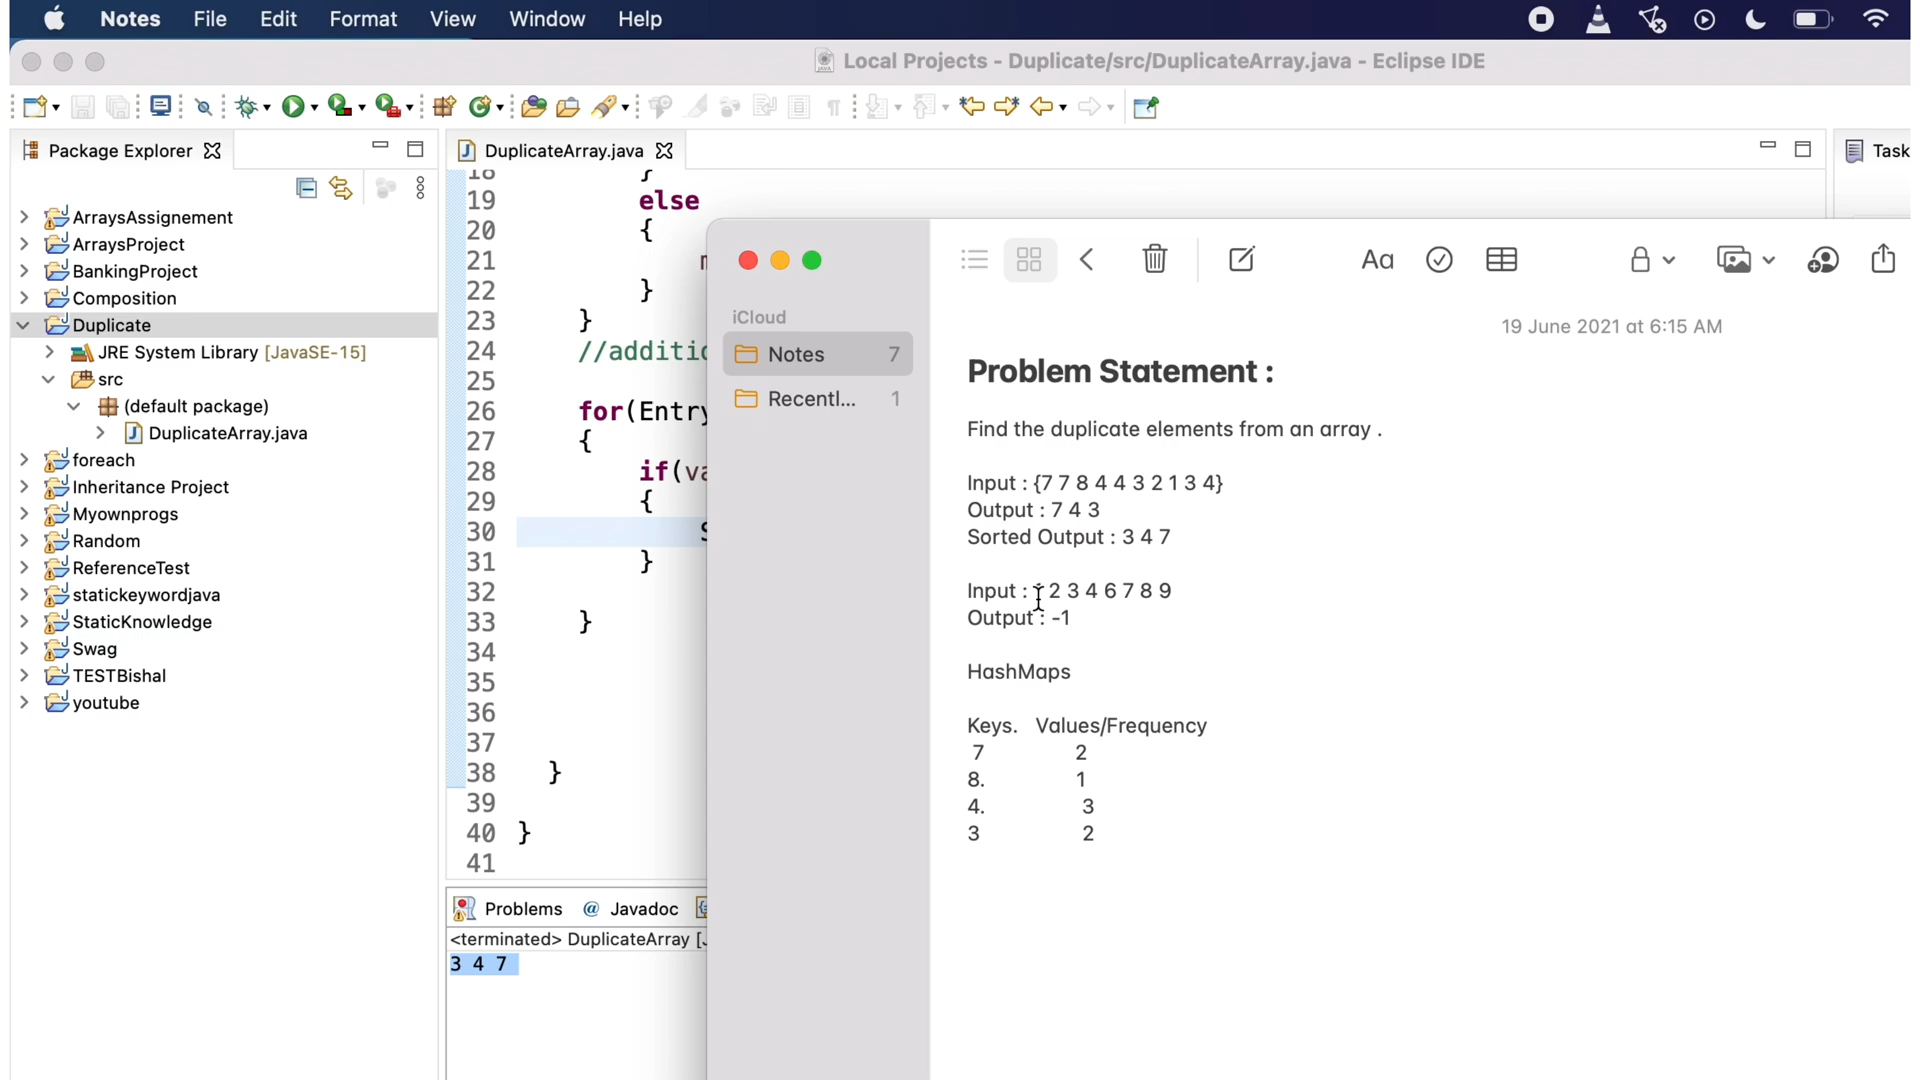 Notes File Edit Format View Window Help
Local Projects - Duplicate/src/DuplicateArray.java - Eclipse IDE
Package Explorer
DuplicateArray.java
Task
ArraysAssignement
ArraysProject
BankingProject
Composition
Duplicate
JRE System Library [JavaSE-15]
src
(default package)
DuplicateArray.java
foreach
Inheritance Project
Myownprogs
Random
ReferenceTest
statickeywordjava
StaticKnowledge
Swag
TESTBishal
youtube
18 {
19 else
20 {
21
22 }
23 }
24 //additic
25
26 for(Entry
27 {
28 if(va
29 {
30 S
31 }
32
33 }
34
35
36
37
38 }
39
40 }
41
Problems @ Javadoc
<terminated> DuplicateArray [J
3 4 7
iCloud
Notes 7
Recentl... 1
Aa
19 June 2021 at 6:15 AM
Problem Statement :
Find the duplicate elements from an array .
Input : {7 7 8 4 4 3 2 1 3 4}
Output : 7 4 3
Sorted Output : 3 4 7
Input : 2 3 4 6 7 8 9
Output : -1
HashMaps
Keys. Values/Frequency
7 2
8. 1
4. 3
3 2